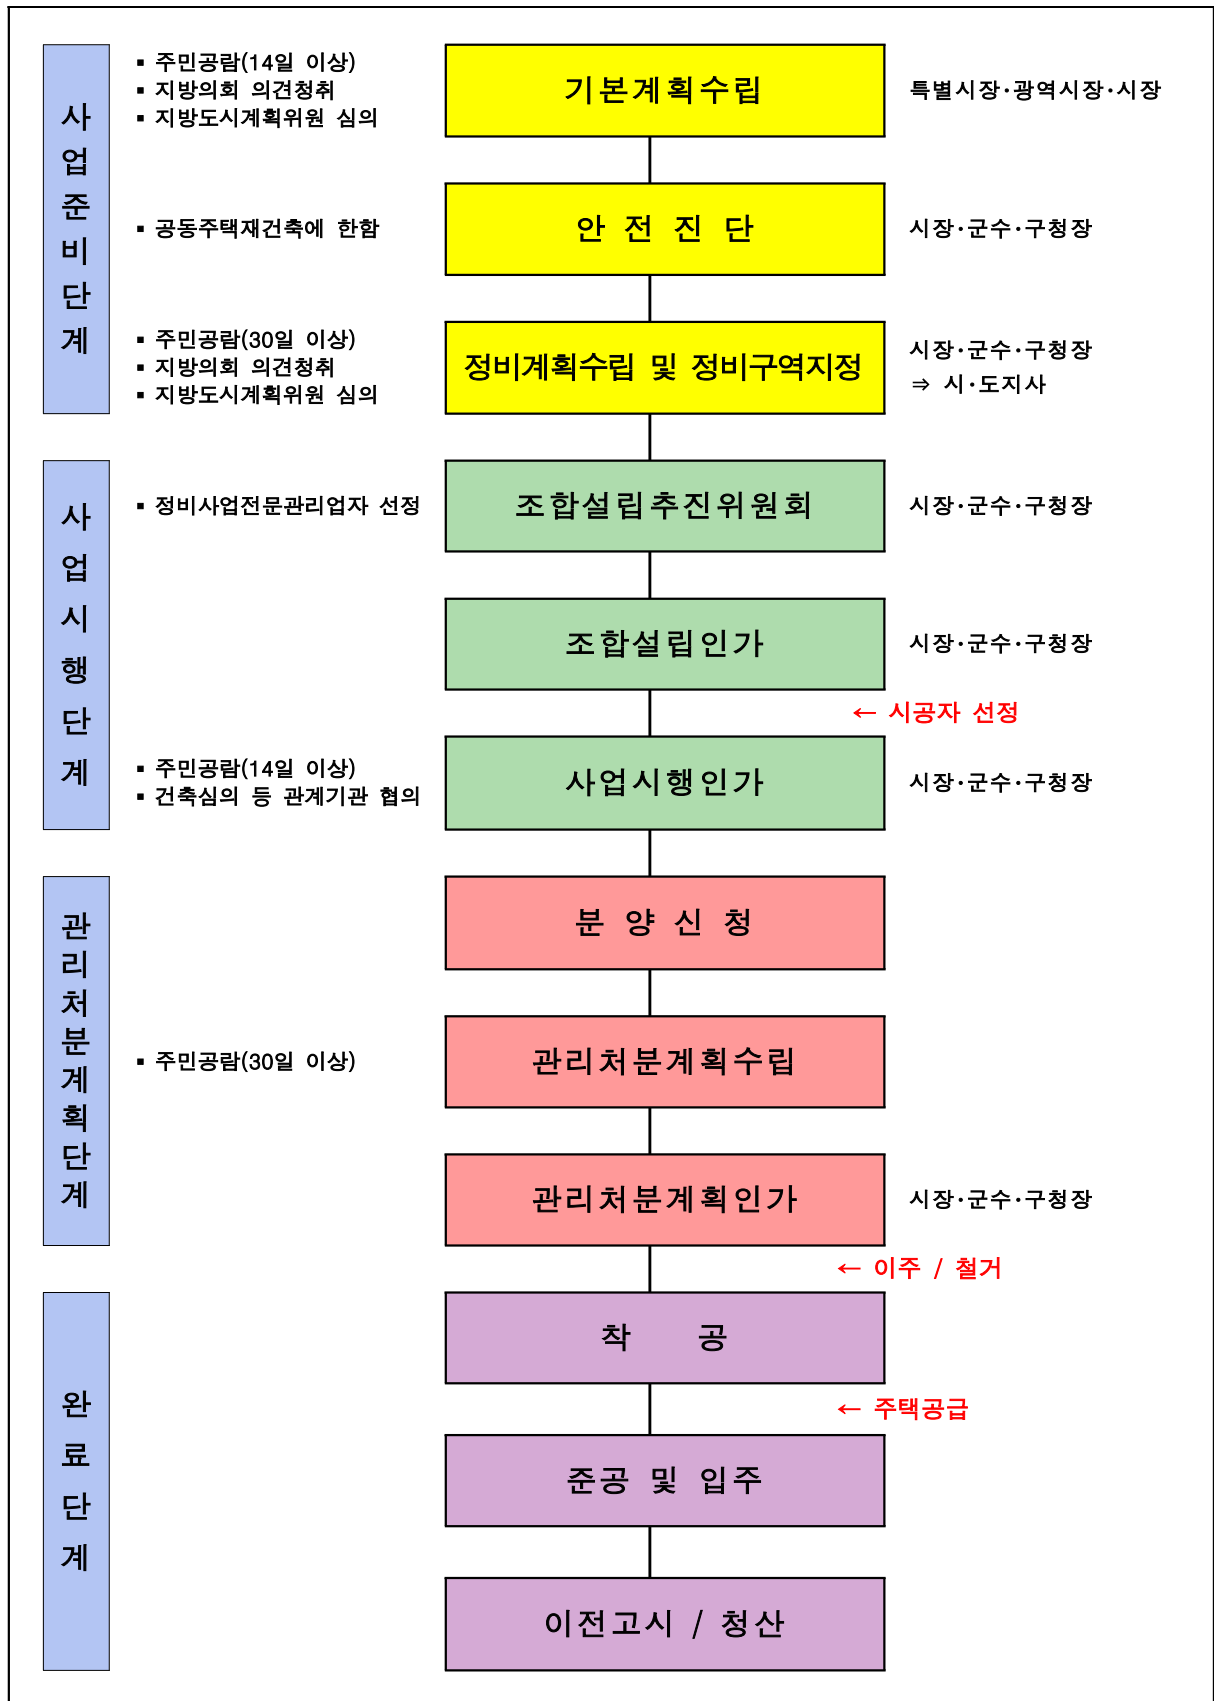 사업준비단계
▪ 주민공람(14일 이상)
▪ 지방의회 의견청취
▪ 지방도시계획위원 심의
기본계획수립
특별시장·광역시장·시장
▪ 공동주택재건축에 한함
안 전 진 단
시장·군수·구청장
▪ 주민공람(30일 이상)
▪ 지방의회 의견청취
▪ 지방도시계획위원 심의
정비계획수립 및 정비구역지정
시장·군수·구청장
⇒ 시·도지사
사업시행단계
▪ 정비사업전문관리업자 선정
조합설립추진위원회
시장·군수·구청장
조합설립인가
시장·군수·구청장
← 시공자 선정
▪ 주민공람(14일 이상)
▪ 건축심의 등 관계기관 협의
사업시행인가
시장·군수·구청장
관리처분계획단계
분 양 신 청
▪ 주민공람(30일 이상)
관리처분계획수립
관리처분계획인가
시장·군수·구청장
← 이주 / 철거
완료단계
착 공
← 주택공급
준공 및 입주
이전고시 / 청산